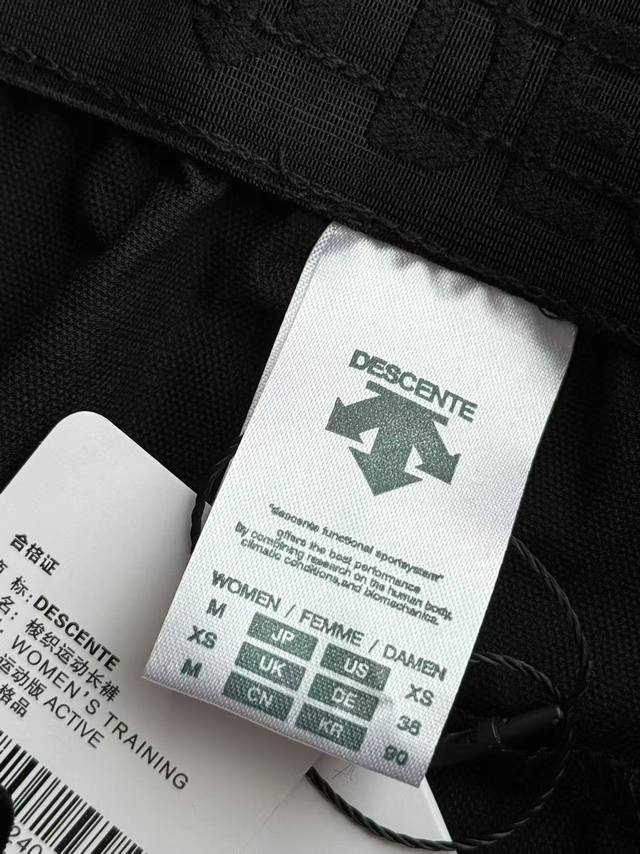 DESCENTE
"descente functional sportsystem"
offers the best performance
By combining research on the human body,
climatic conditions,and biomechanics.
WOMEN / FEMME / DAMEN
M JP US XS
XS UK DE 38
M CN KR 90
合格证
标: DESCENTE
名: 梭织运动长裤
: WOMEN'S TRAINING
运动版 ACTIVE
格品
240